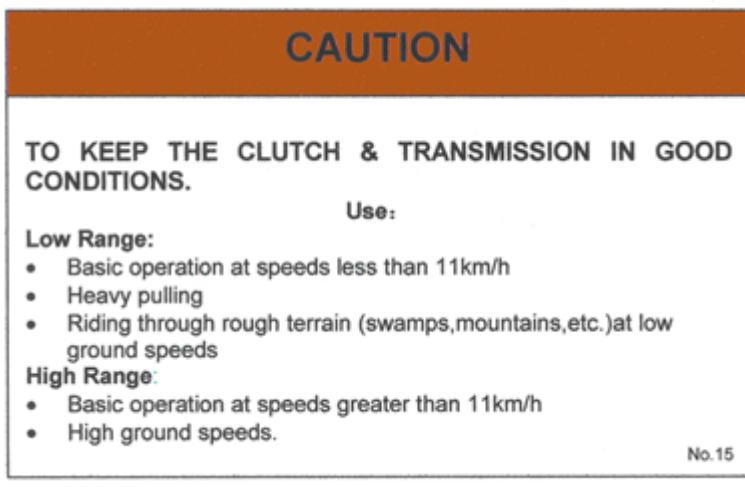 CAUTION
TO KEEP THE CLUTCH & TRANSMISSION IN GOOD
CONDITIONS.
Use:
Low Range:
• Basic operation at speeds less than 11km/h
• Heavy pulling
• Riding through rough terrain (swamps,mountains,etc.)at low
ground speeds
High Range:
• Basic operation at speeds greater than 11km/h
• High ground speeds.
No.15